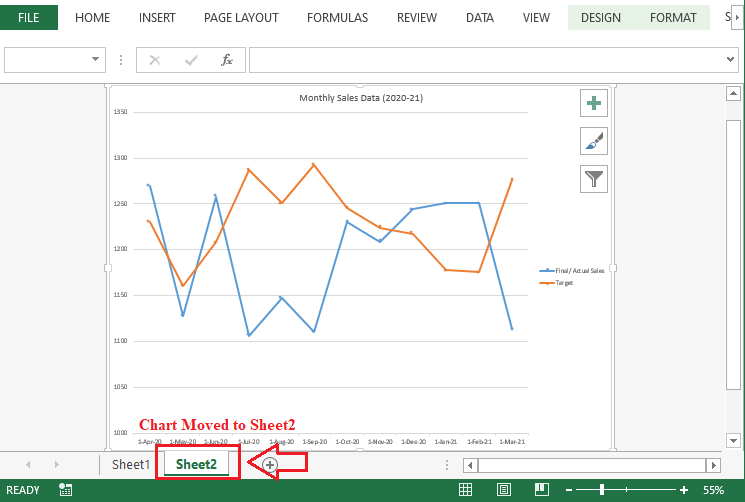 FILE HOME INSERT PAGE LAYOUT FORMULAS REVIEW DATA VIEW DESIGN FORMAT S
fx
Monthly Sales Data (2020-21)
1350
1300
1250
1200
1150
1100
1050
1000
Final/ Actual Sales
Target
Chart Moved to Sheet2
1-Apr-20 1-May-20 1-Jun-20 1-Jul-20 1-Aug-20 1-Sep-20 1-Oct-20 1-Nov-20 1-Dec-20 1-Jan-21 1-Feb-21 1-Mar-21
Sheet1 Sheet2
READY 55%